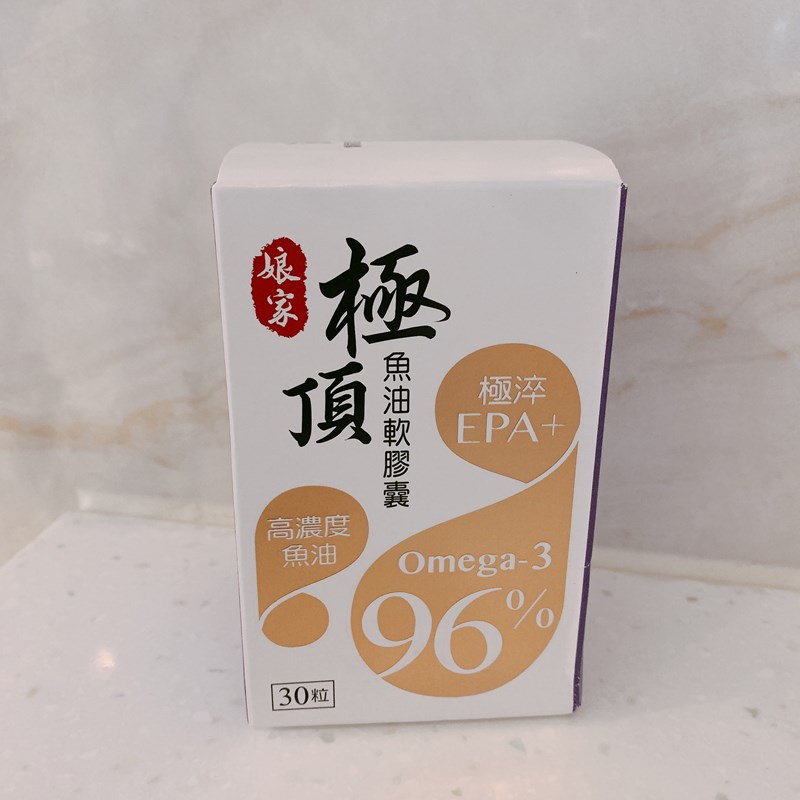 娘家
極頂
魚油軟膠囊
極淬
EPA+
高濃度
魚油
Omega-3
96%
30粒